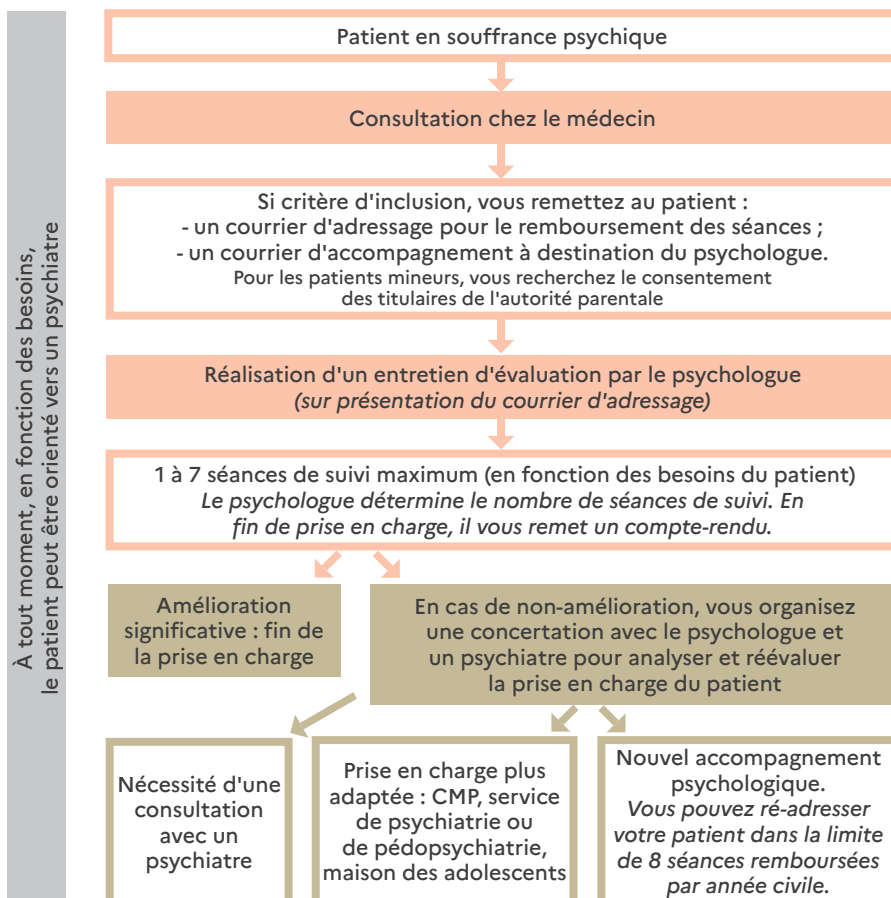 À tout moment, en fonction des besoins,
le patient peut être orienté vers un psychiatre
Patient en souffrance psychique
Consultation chez le médecin
Si critère d'inclusion, vous remettez au patient :
- un courrier d'adressage pour le remboursement des séances ;
- un courrier d'accompagnement à destination du psychologue.
Pour les patients mineurs, vous recherchez le consentement
des titulaires de l'autorité parentale
Réalisation d'un entretien d'évaluation par le psychologue
(sur présentation du courrier d'adressage)
1 à 7 séances de suivi maximum (en fonction des besoins du patient)
Le psychologue détermine le nombre de séances de suivi. En
fin de prise en charge, il vous remet un compte-rendu.
Amélioration
significative : fin de
la prise en charge
En cas de non-amélioration, vous organisez
une concertation avec le psychologue et
un psychiatre pour analyser et réévaluer
la prise en charge du patient
Nécessité d'une
consultation
avec un
psychiatre
Prise en charge plus
adaptée : CMP, service
de psychiatrie ou
de pédopsychiatrie,
maison des adolescents
Nouvel accompagnement
psychologique.
Vous pouvez ré-adresser
votre patient dans la limite
de 8 séances remboursées
par année civile.